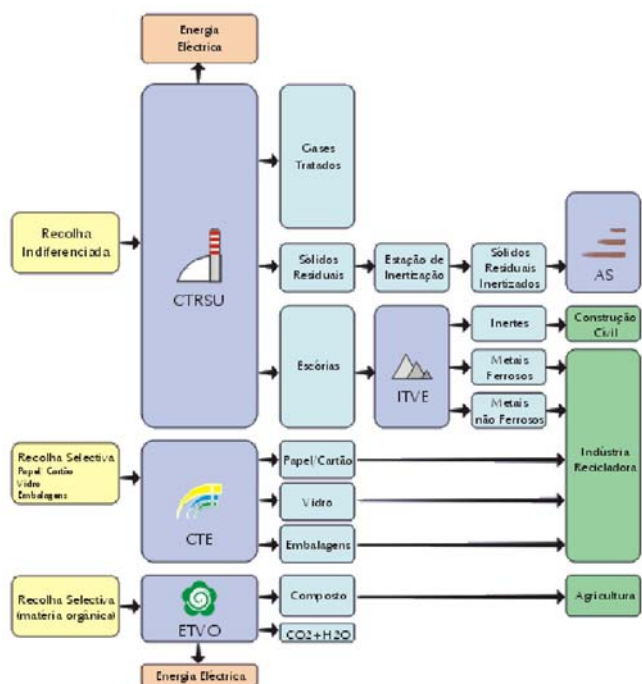 Energia
Eléctrica
Gases
Tratados
Recolha
Indiferenciada
CTRSU
Sólidos
Residuais
Estação de
Inertização
Sólidos
Residuais
Inertizados
AS
Escórias
ITVE
Inertes
Construção
Civil
Metais
Ferrosos
Metais
não Ferrosos
Indústria
Recicladora
Recolha Selectiva
Papel/Cartão
Vidro
Embalagens
CTE
Papel/Cartão
Vidro
Embalagens
Recolha Selectiva
(matéria orgânica)
ETVO
Composto
CO2+H2O
Agricultura
Energia Eléctrica